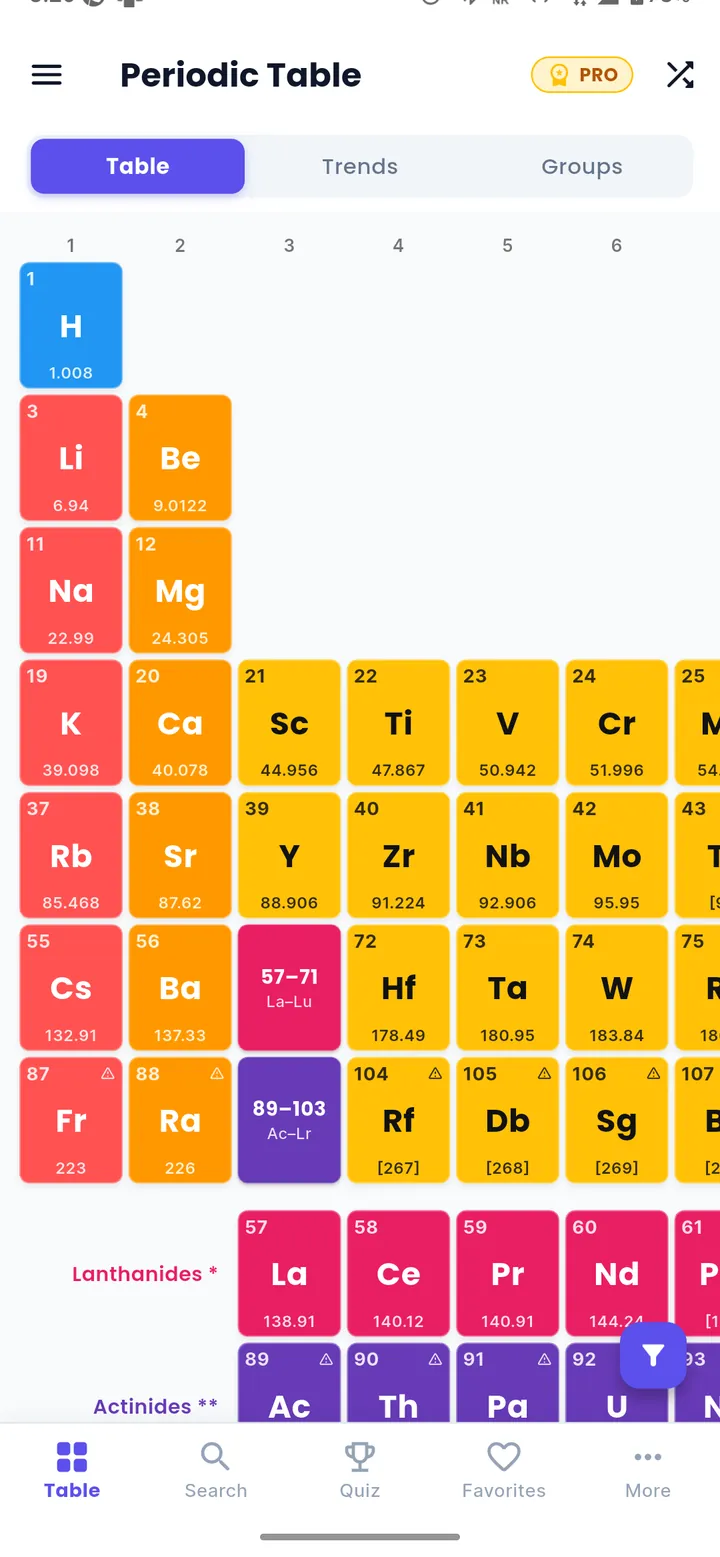 Periodic Table PRO
Table Trends Groups
1 2 3 4 5 6
1
H
1.008
3 4
Li Be
6.94 9.0122
11 12
Na Mg
22.99 24.305
19 20 21 22 23 24 25
K Ca Sc Ti V Cr
39.098 40.078 44.956 47.867 50.942 51.996
37 38 39 40 41 42 43
Rb Sr Y Zr Nb Mo
85.468 87.62 88.906 91.224 92.906 95.95
55 56 57–71 72 73 74 75
Cs Ba La–Lu Hf Ta W
132.91 137.33 178.49 180.95 183.84
87 88 89–103 104 105 106 107
Fr Ra Ac–Lr Rf Db Sg
223 226 [267] [268] [269]
57 58 59 60 61
Lanthanides * La Ce Pr Nd
138.91 140.12 140.91 144.24
89 90 91 92 93
Actinides ** Ac Th Pa U
Table Search Quiz Favorites More